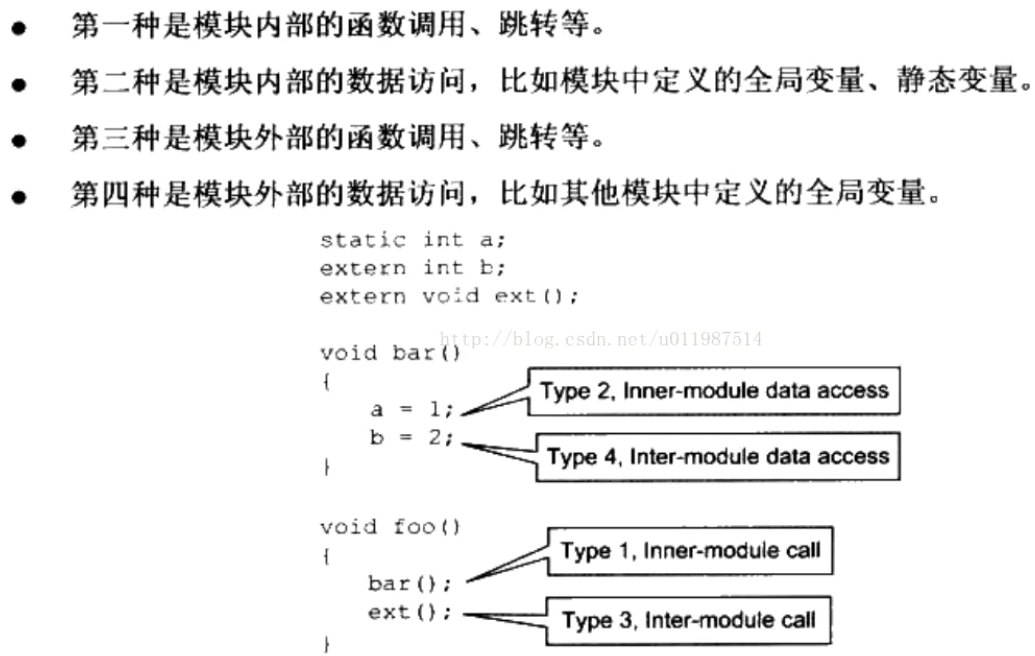 ● 第一种是模块内部的函数调用、跳转等。
● 第二种是模块内部的数据访问，比如模块中定义的全局变量、静态变量。
● 第三种是模块外部的函数调用、跳转等。
● 第四种是模块外部的数据访问，比如其他模块中定义的全局变量。
static int a;
extern int b;
extern void ext();
http://blog.csdn.net/u011987514
void bar()
{
a = 1;
Type 2, Inner-module data access
b = 2;
Type 4, Inter-module data access
}
void foo()
{
Type 1, Inner-module call
bar();
ext();
Type 3, Inter-module call
}